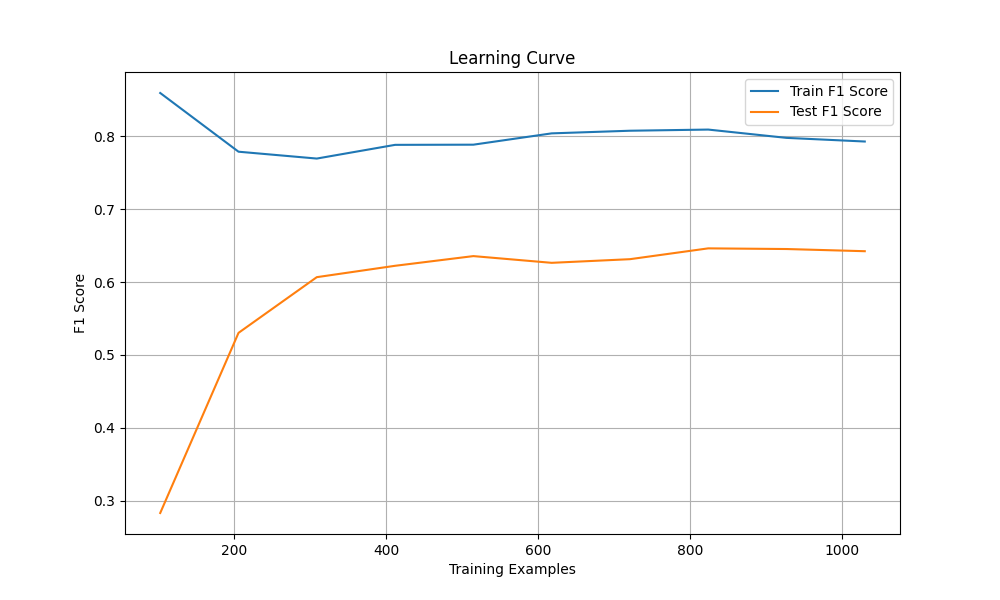 Learning Curve
Train F1 Score
Test F1 Score
0.8
0.7
0.6
0.5
0.4
0.3
F1 Score
200 400 600 800 1000
Training Examples